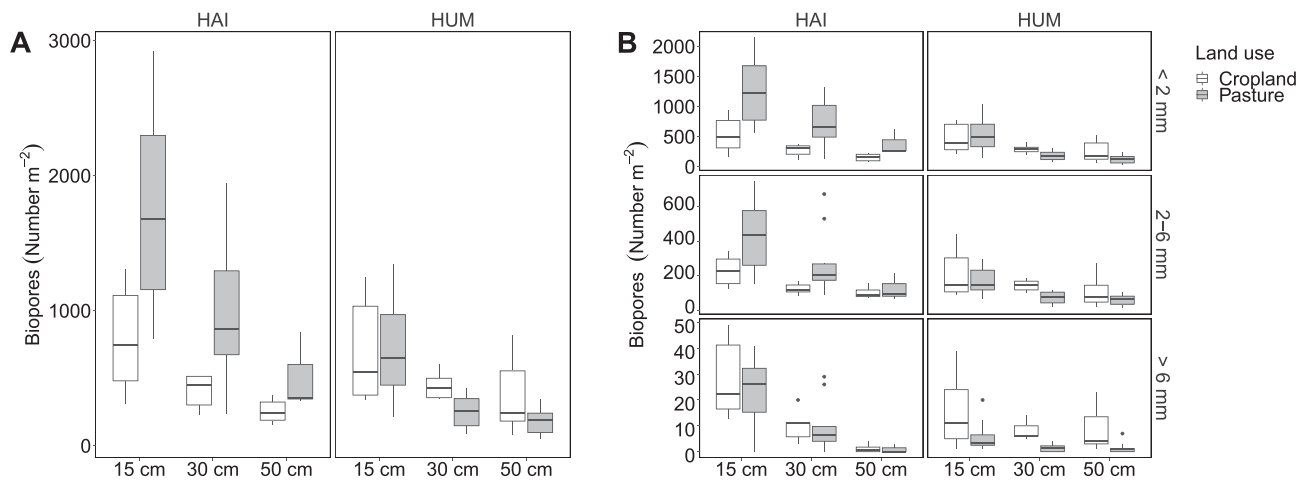 A
HAI
HUM
Biopores (Number m⁻²)
3000
2000
1000
0
15 cm
30 cm
50 cm
15 cm
30 cm
50 cm
B
HAI
HUM
Biopores (Number m⁻²)
2000
1500
1000
500
0
< 2 mm
600
400
200
0
2–6 mm
50
40
30
20
10
0
> 6 mm
15 cm
30 cm
50 cm
15 cm
30 cm
50 cm
Land use
Cropland
Pasture